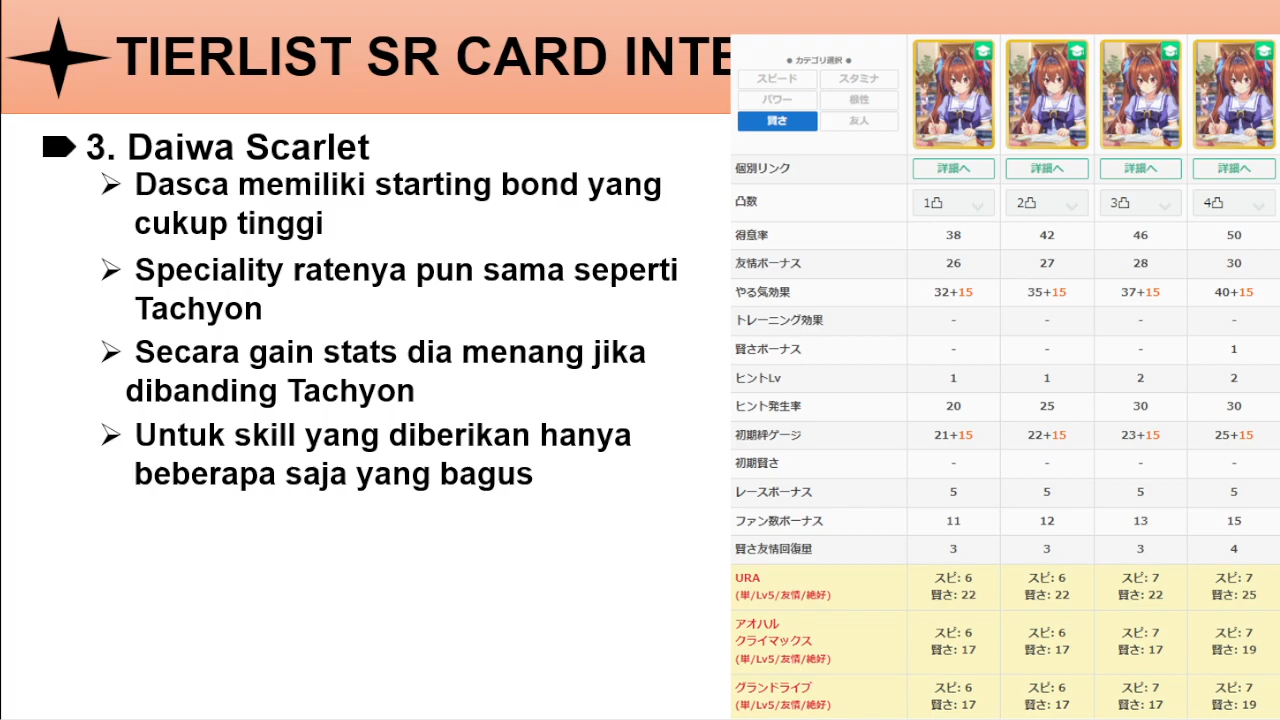 TIERLIST SR CARD INTE
3. Daiwa Scarlet
Dasca memiliki starting bond yang
cukup tinggi
Speciality ratenya pun sama seperti
Tachyon
Secara gain stats dia menang jika
dibanding Tachyon
Untuk skill yang diberikan hanya
beberapa saja yang bagus
● カテゴリ選択 ●
スピード スタミナ
パワー 根性
賢さ 友人
個別リンク 詳細へ 詳細へ 詳細へ 詳細へ
凸数 1凸 2凸 3凸 4凸
得意率 38 42 46 50
友情ボーナス 26 27 28 30
やる気効果 32+15 35+15 37+15 40+15
トレーニング効果 - - - -
賢さボーナス - - - 1
ヒントLv 1 1 2 2
ヒント発生率 20 25 30 30
初期絆ゲージ 21+15 22+15 23+15 25+15
初期賢さ - - - -
レースボーナス 5 5 5 5
ファン数ボーナス 11 12 13 15
賢さ友情回復量 3 3 3 4
URA スピ: 6 スピ: 6 スピ: 7 スピ: 7
(単/Lv5/友情/絶好) 賢さ: 22 賢さ: 22 賢さ: 22 賢さ: 25
アオハル
クライマックス スピ: 6 スピ: 6 スピ: 7 スピ: 7
(単/Lv5/友情/絶好) 賢さ: 17 賢さ: 17 賢さ: 17 賢さ: 19
グランドライブ スピ: 6 スピ: 6 スピ: 7 スピ: 7
(単/Lv5/友情/絶好) 賢さ: 17 賢さ: 17 賢さ: 17 賢さ: 19